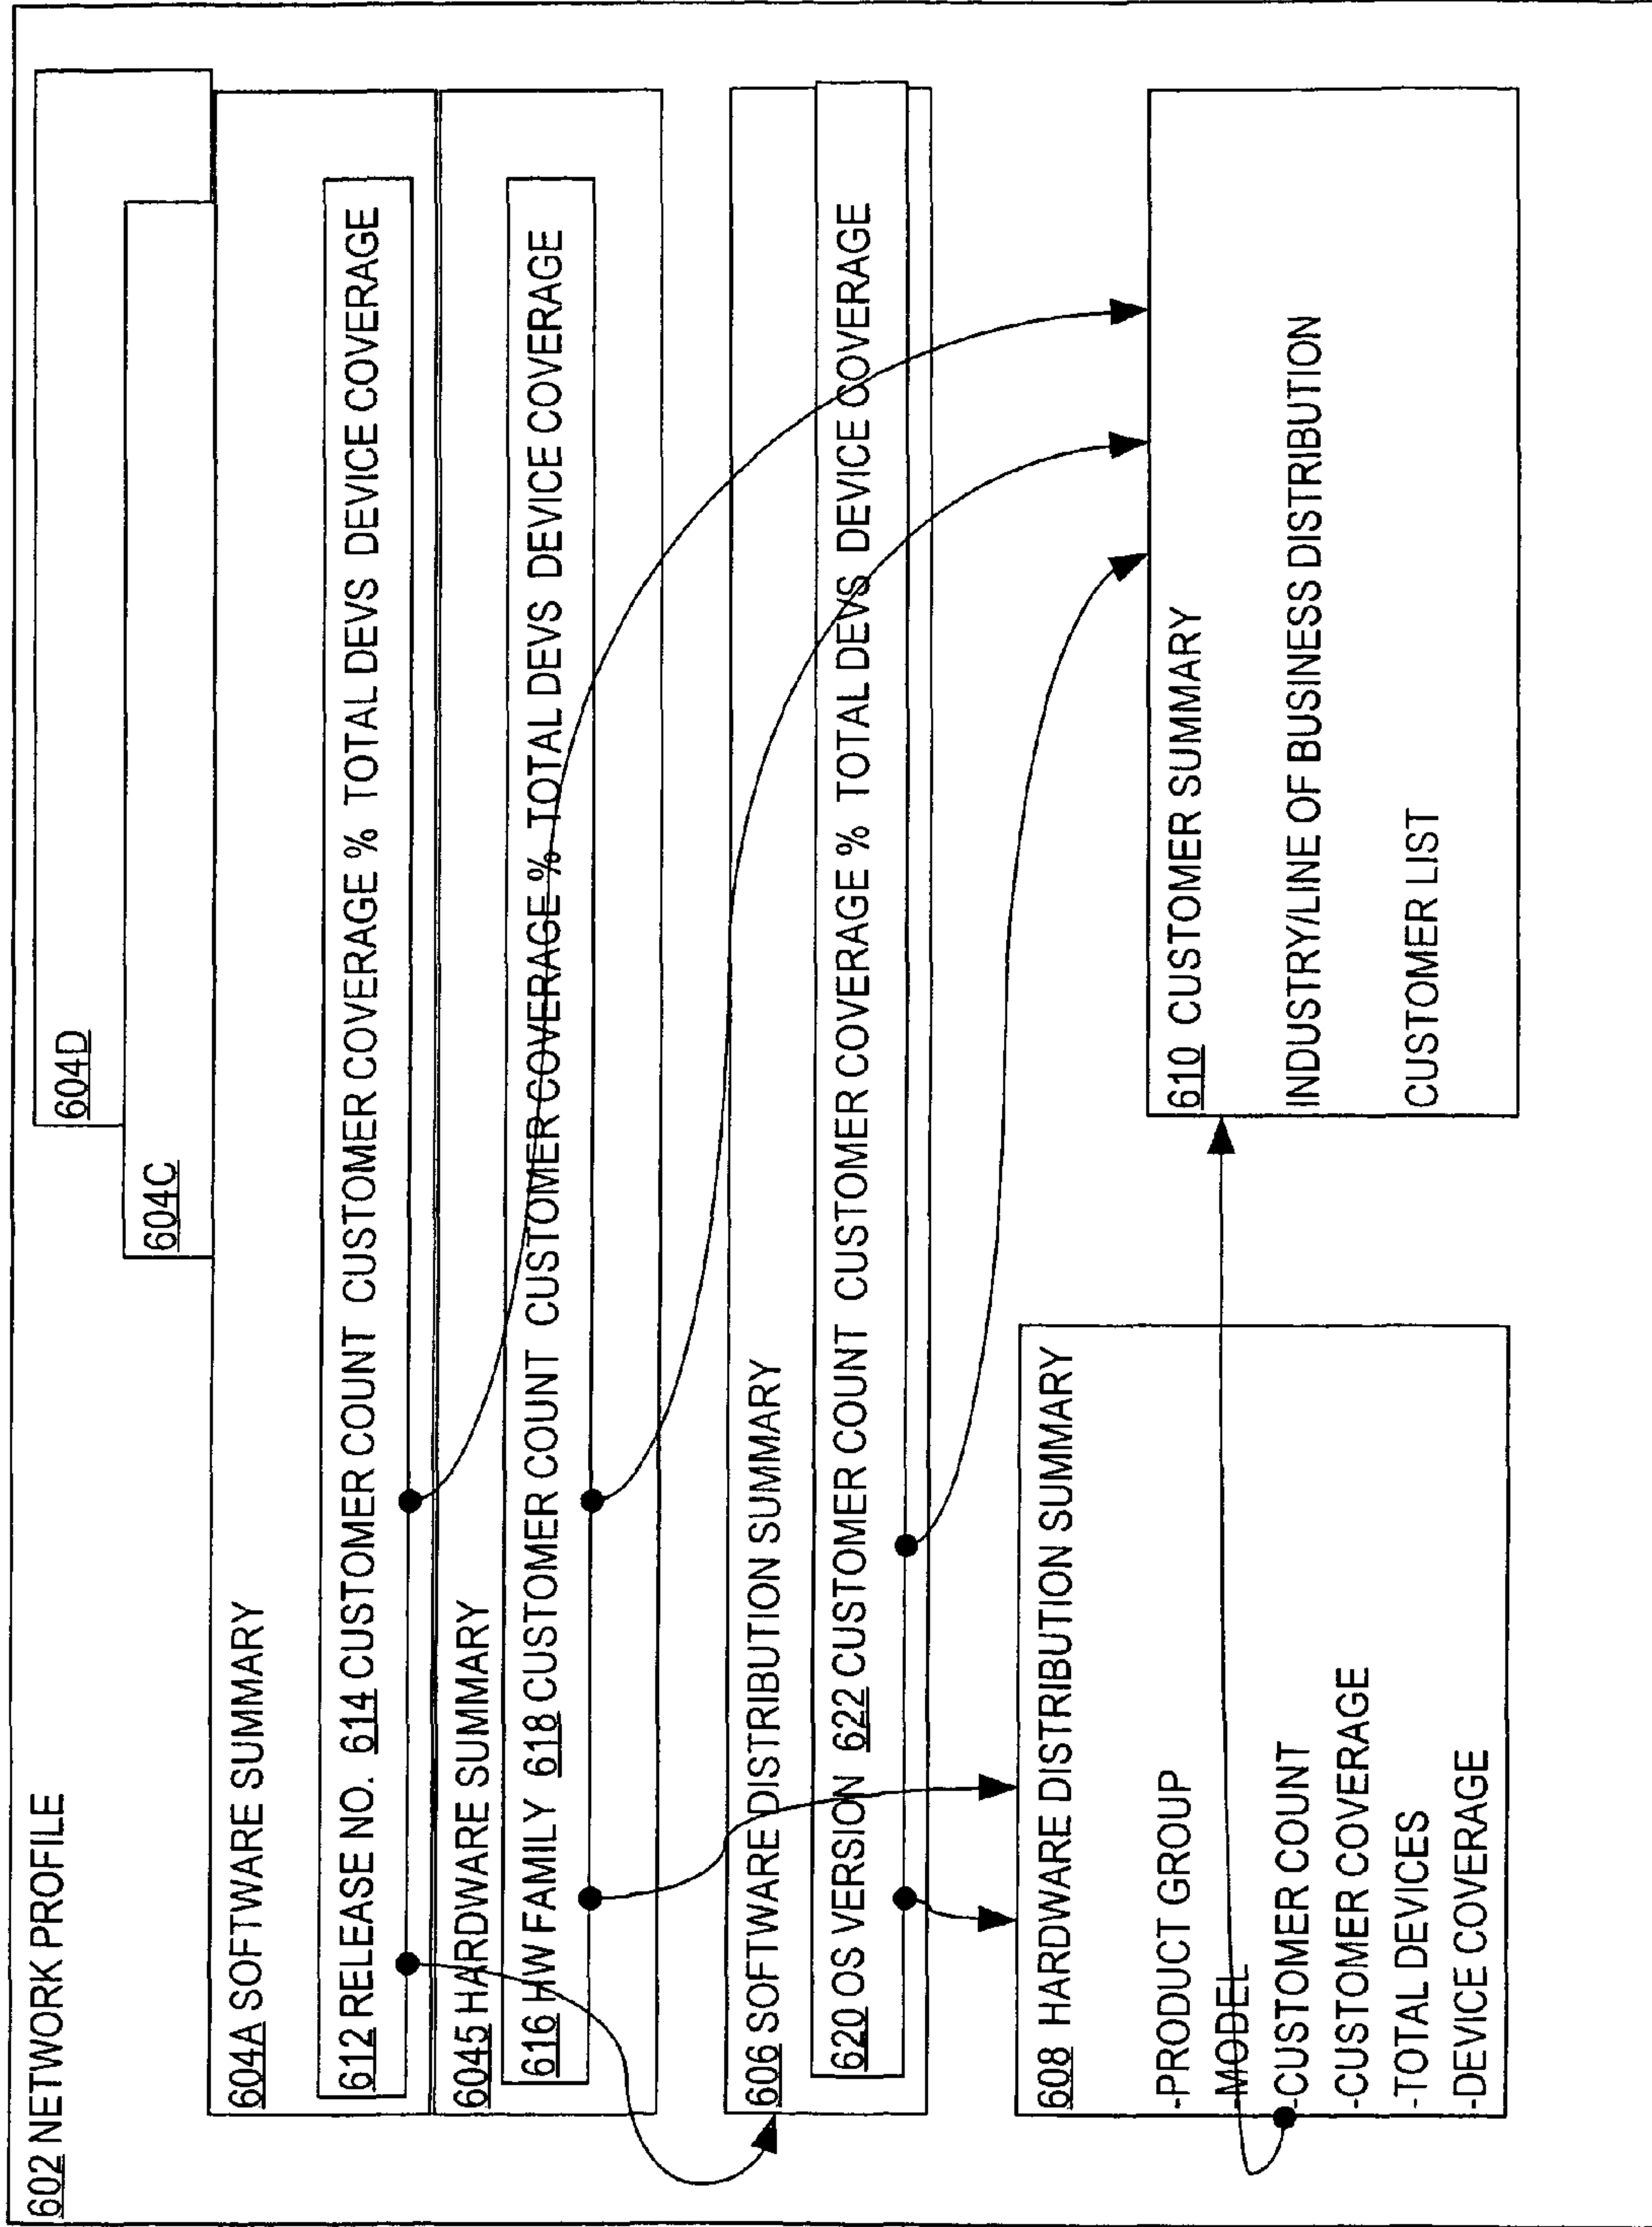 602 NETWORK PROFILE
604D
604C
604A SOFTWARE SUMMARY
612 RELEASE NO. 614 CUSTOMER COUNT CUSTOMER COVERAGE % TOTAL DEVS DEVICE COVERAGE
6045 HARDWARE SUMMARY
616 HW FAMILY 618 CUSTOMER COUNT CUSTOMER COVERAGE % TOTAL DEVS DEVICE COVERAGE
606 SOFTWARE DISTRIBUTION SUMMARY
620 OS VERSION 622 CUSTOMER COUNT CUSTOMER COVERAGE % TOTAL DEVS DEVICE COVERAGE
608 HARDWARE DISTRIBUTION SUMMARY
-PRODUCT GROUP
-MODEL
-CUSTOMER COUNT
-CUSTOMER COVERAGE
-TOTAL DEVICES
-DEVICE COVERAGE
610 CUSTOMER SUMMARY
INDUSTRY/LINE OF BUSINESS DISTRIBUTION
CUSTOMER LIST